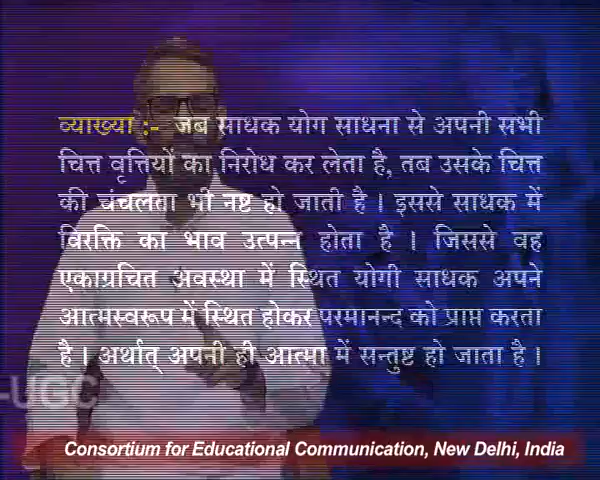 व्याख्या :- जब साधक योग साधना से अपनी सभी
चित्त वृत्तियों का निरोध कर लेता है, तब उसके चित्त
की चंचलता भी नष्ट हो जाती है । इससे साधक में
विरक्ति का भाव उत्पन्न होता है । जिससे वह
एकाग्रचित अवस्था में स्थित योगी साधक अपने
आत्मस्वरूप में स्थित होकर परमानन्द को प्राप्त करता
है । अर्थात् अपनी ही आत्मा में सन्तुष्ट हो जाता है ।
-UGC
Consortium for Educational Communication, New Delhi, India